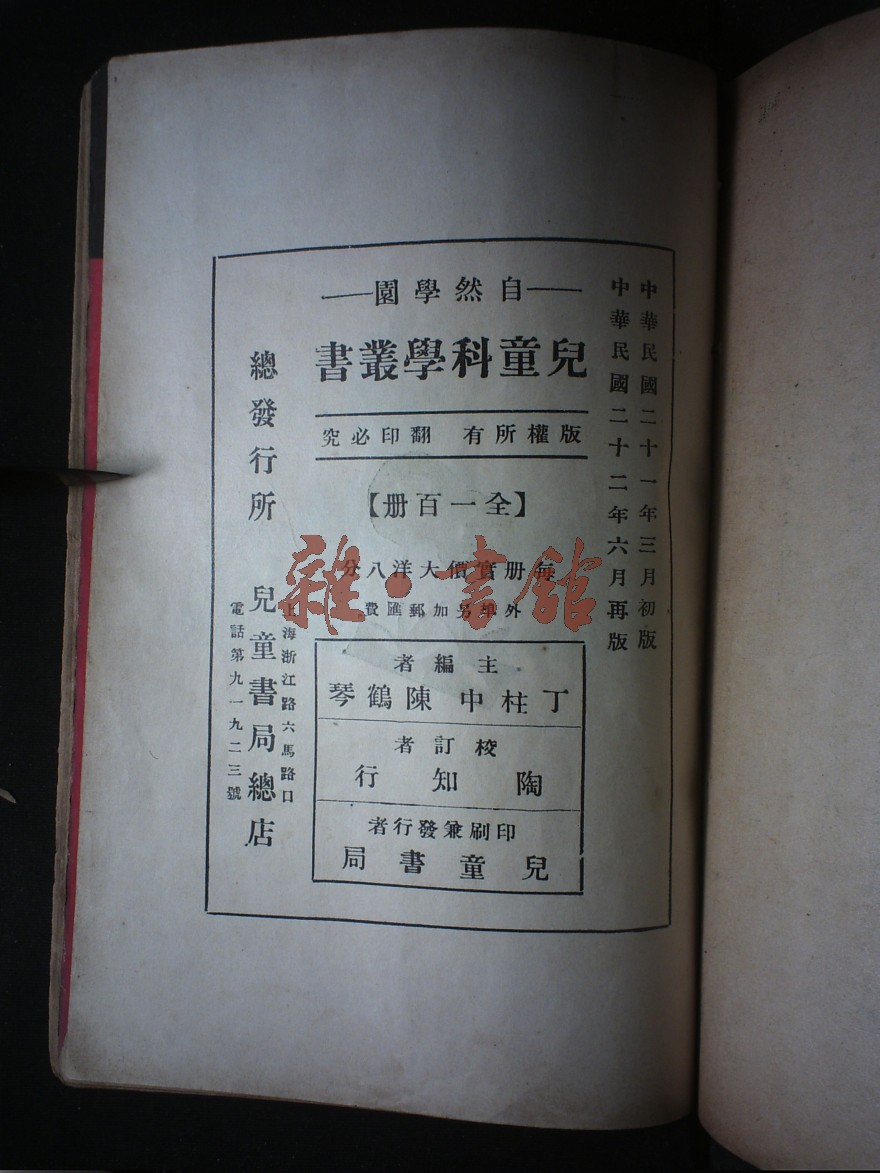 中華民國二十一年三月初版
中華民國二十二年六月再版
自然學園
兒童科學叢書
版權所有 翻印必究
【全一百册】
每册實價大洋八分
外埠另加郵匯費
主編者
丁柱中 陳鶴琴
校訂者
陶知行
印刷兼發行者
兒童書局
總發行所 兒童書局總店
上海浙江路六馬路口
電話第九一九二三號
雜·書館